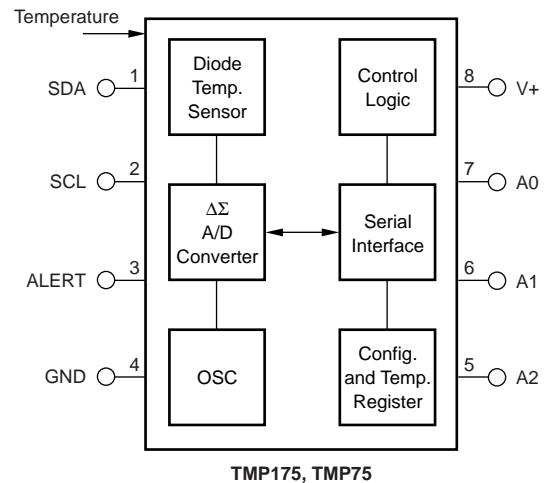 Temperature
1
SDA
2
SCL
3
ALERT
4
GND
Diode
Temp.
Sensor
ΔΣ
A/D
Converter
OSC
Control
Logic
Serial
Interface
Config.
and Temp.
Register
8
V+
7
A0
6
A1
5
A2
TMP175, TMP75